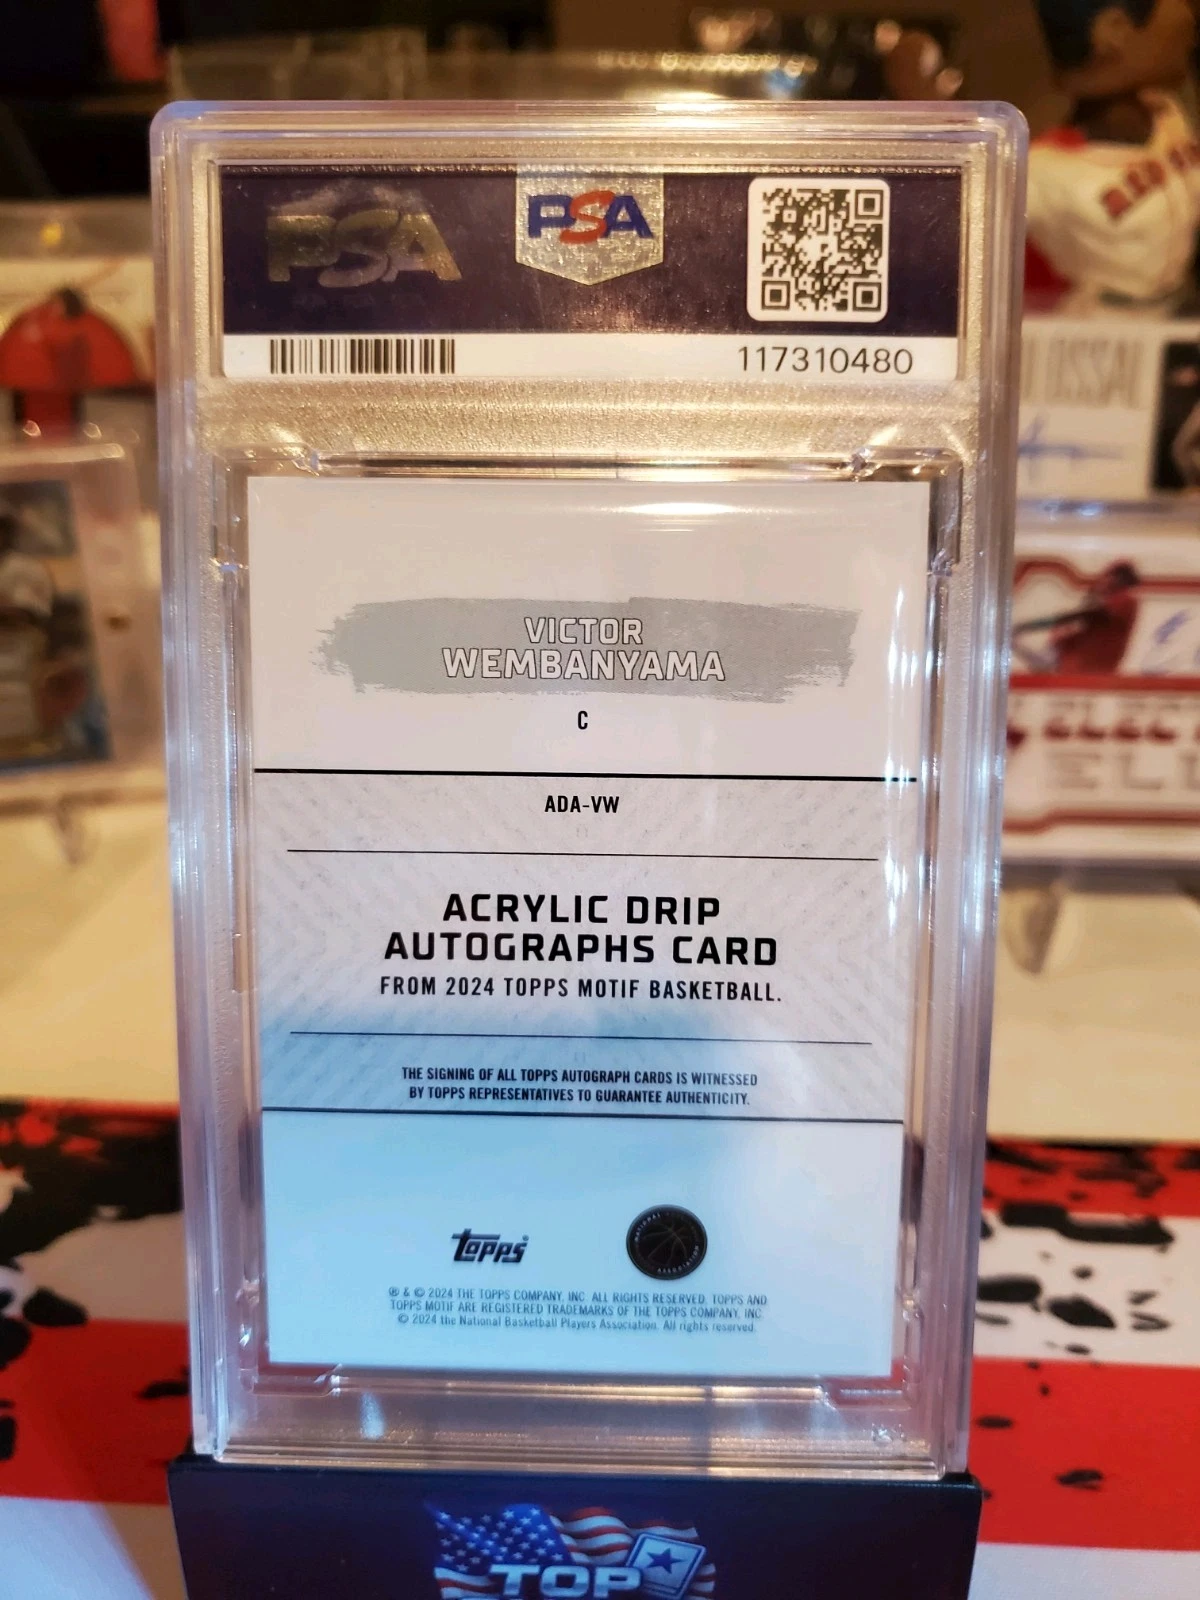 PSA
PSA
117310480
VICTOR
WEMBANYAMA
C
ADA-VW
ACRYLIC DRIP
AUTOGRAPHS CARD
FROM 2024 TOPPS MOTIF BASKETBALL.
THE SIGNING OF ALL TOPPS AUTOGRAPH CARDS IS WITNESSED
BY TOPPS REPRESENTATIVES TO GUARANTEE AUTHENTICITY.
topps
NATIONAL
ASSOCIATION
® & © 2024 THE TOPPS COMPANY, INC. ALL RIGHTS RESERVED. TOPPS AND
TOPPS MOTIF ARE REGISTERED TRADEMARKS OF THE TOPPS COMPANY, INC.
© 2024 the National Basketball Players Association. All rights reserved.
TOP